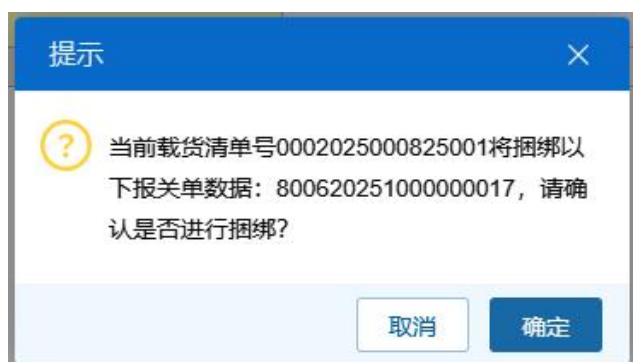 提示
当前载货清单号0002025000825001将捆绑以
下报关单数据：800620251000000017，请确
认是否进行捆绑？
取消
确定